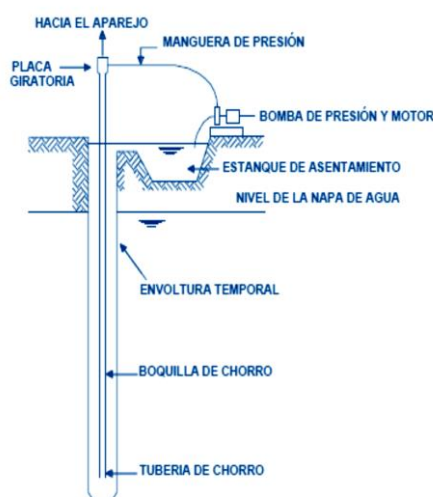 HACIA EL APAREJO
MANGUERA DE PRESIÓN
PLACA
GIRATORIA
BOMBA DE PRESIÓN Y MOTOR
ESTANQUE DE ASENTAMIENTO
NIVEL DE LA NAPA DE AGUA
ENVOLTURA TEMPORAL
BOQUILLA DE CHORRO
TUBERIA DE CHORRO